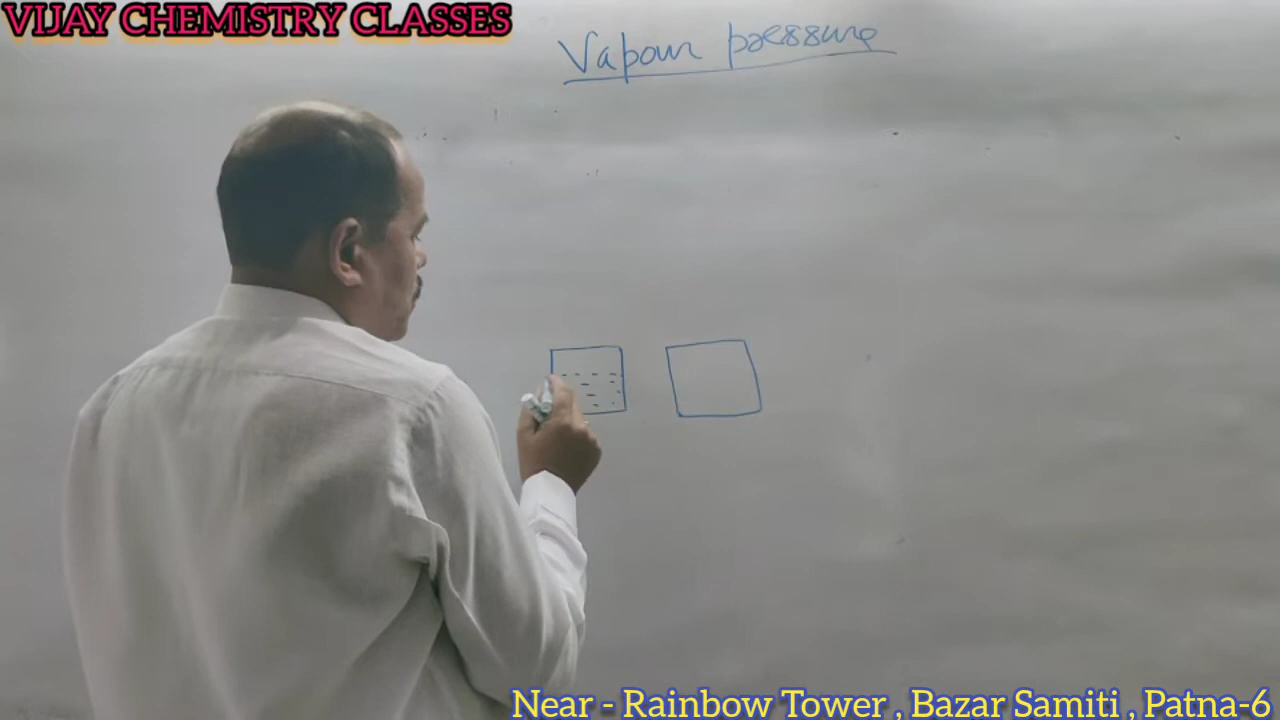 VIJAY CHEMISTRY CLASSES
Vapour pressure
Near - Rainbow Tower , Bazar Samiti , Patna-6